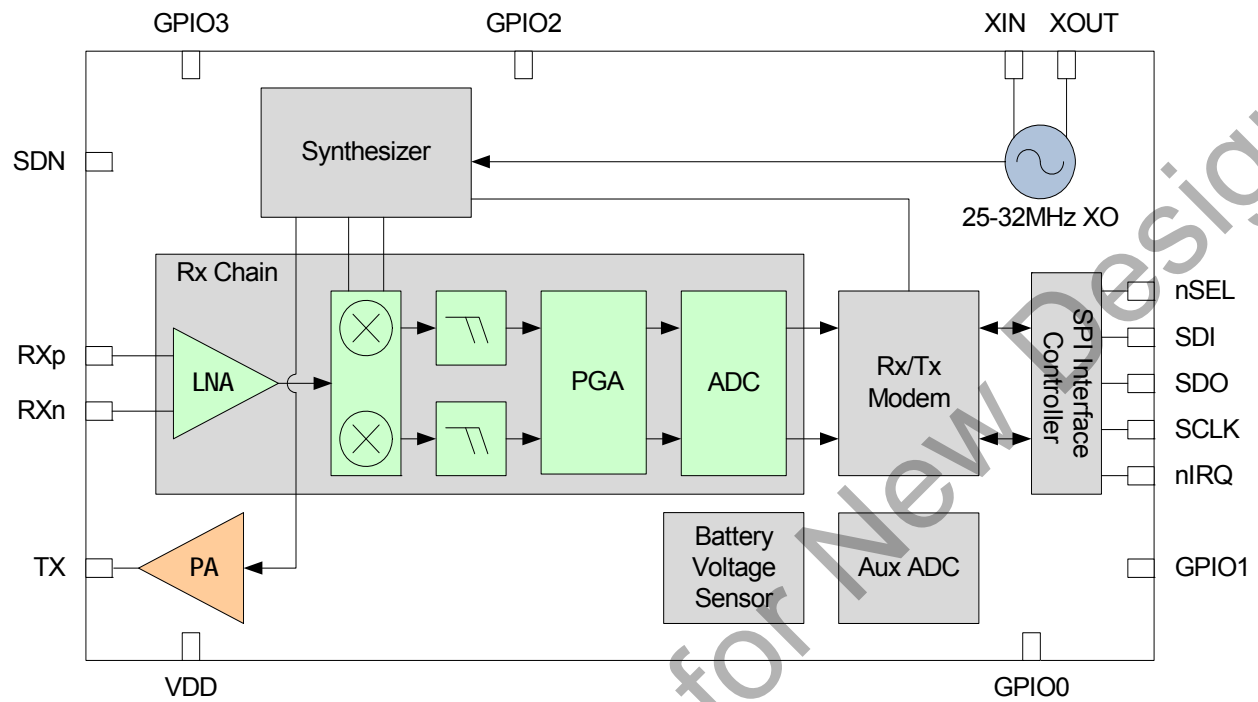 GPIO3
GPIO2
XIN
XOUT
SDN
Synthesizer
25-32MHz XO
Rx Chain
RXp
RXn
LNA
PGA
ADC
Rx/Tx
Modem
SPI Interface
Controller
nSEL
SDI
SDO
SCLK
nIRQ
TX
PA
Battery
Voltage
Sensor
Aux ADC
GPIO1
VDD
GPIO0
for New Design